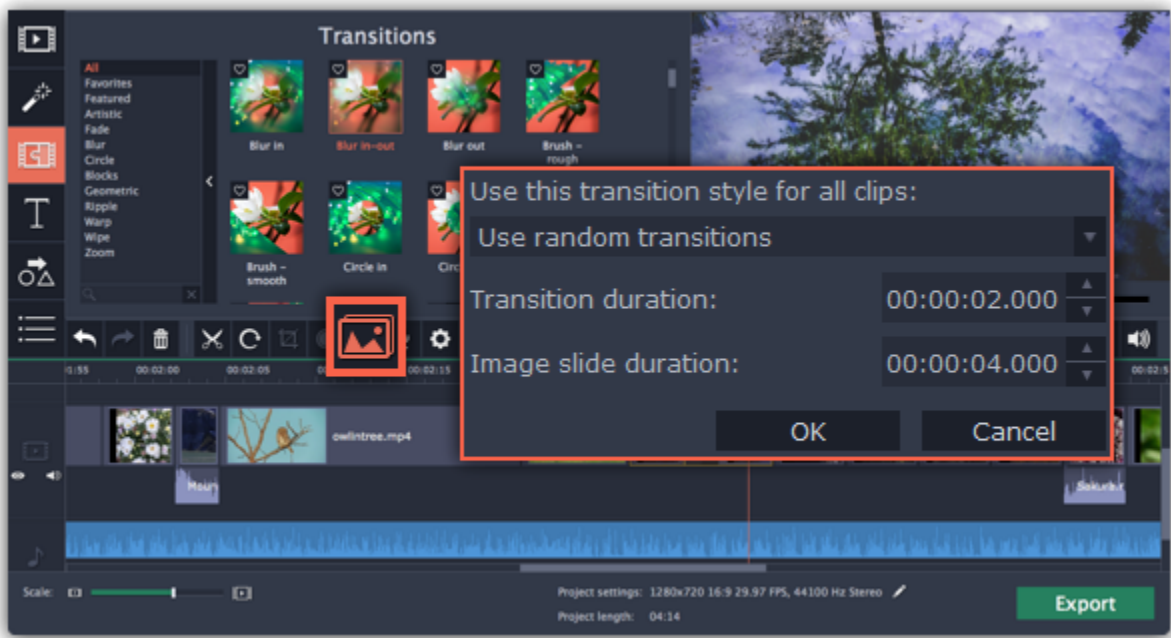 Transitions
All
Favorites
Featured
Artistic
Fade
Blur
Circle
Blocks
Geometric
Ripple
Warp
Wipe
Zoom
Blur in
Blur in-out
Blur out
Brush –
rough
Brush –
smooth
Circle in
Use this transition style for all clips:
Use random transitions
Transition duration: 00:00:02.000
Image slide duration: 00:00:04.000
OK Cancel
00:02:00 00:02:05 00:02:15
owlintree.mp4
Scale:
Project settings: 1280x720 16:9 29.97 FPS, 44100 Hz Stereo
Project length: 04:14
Export